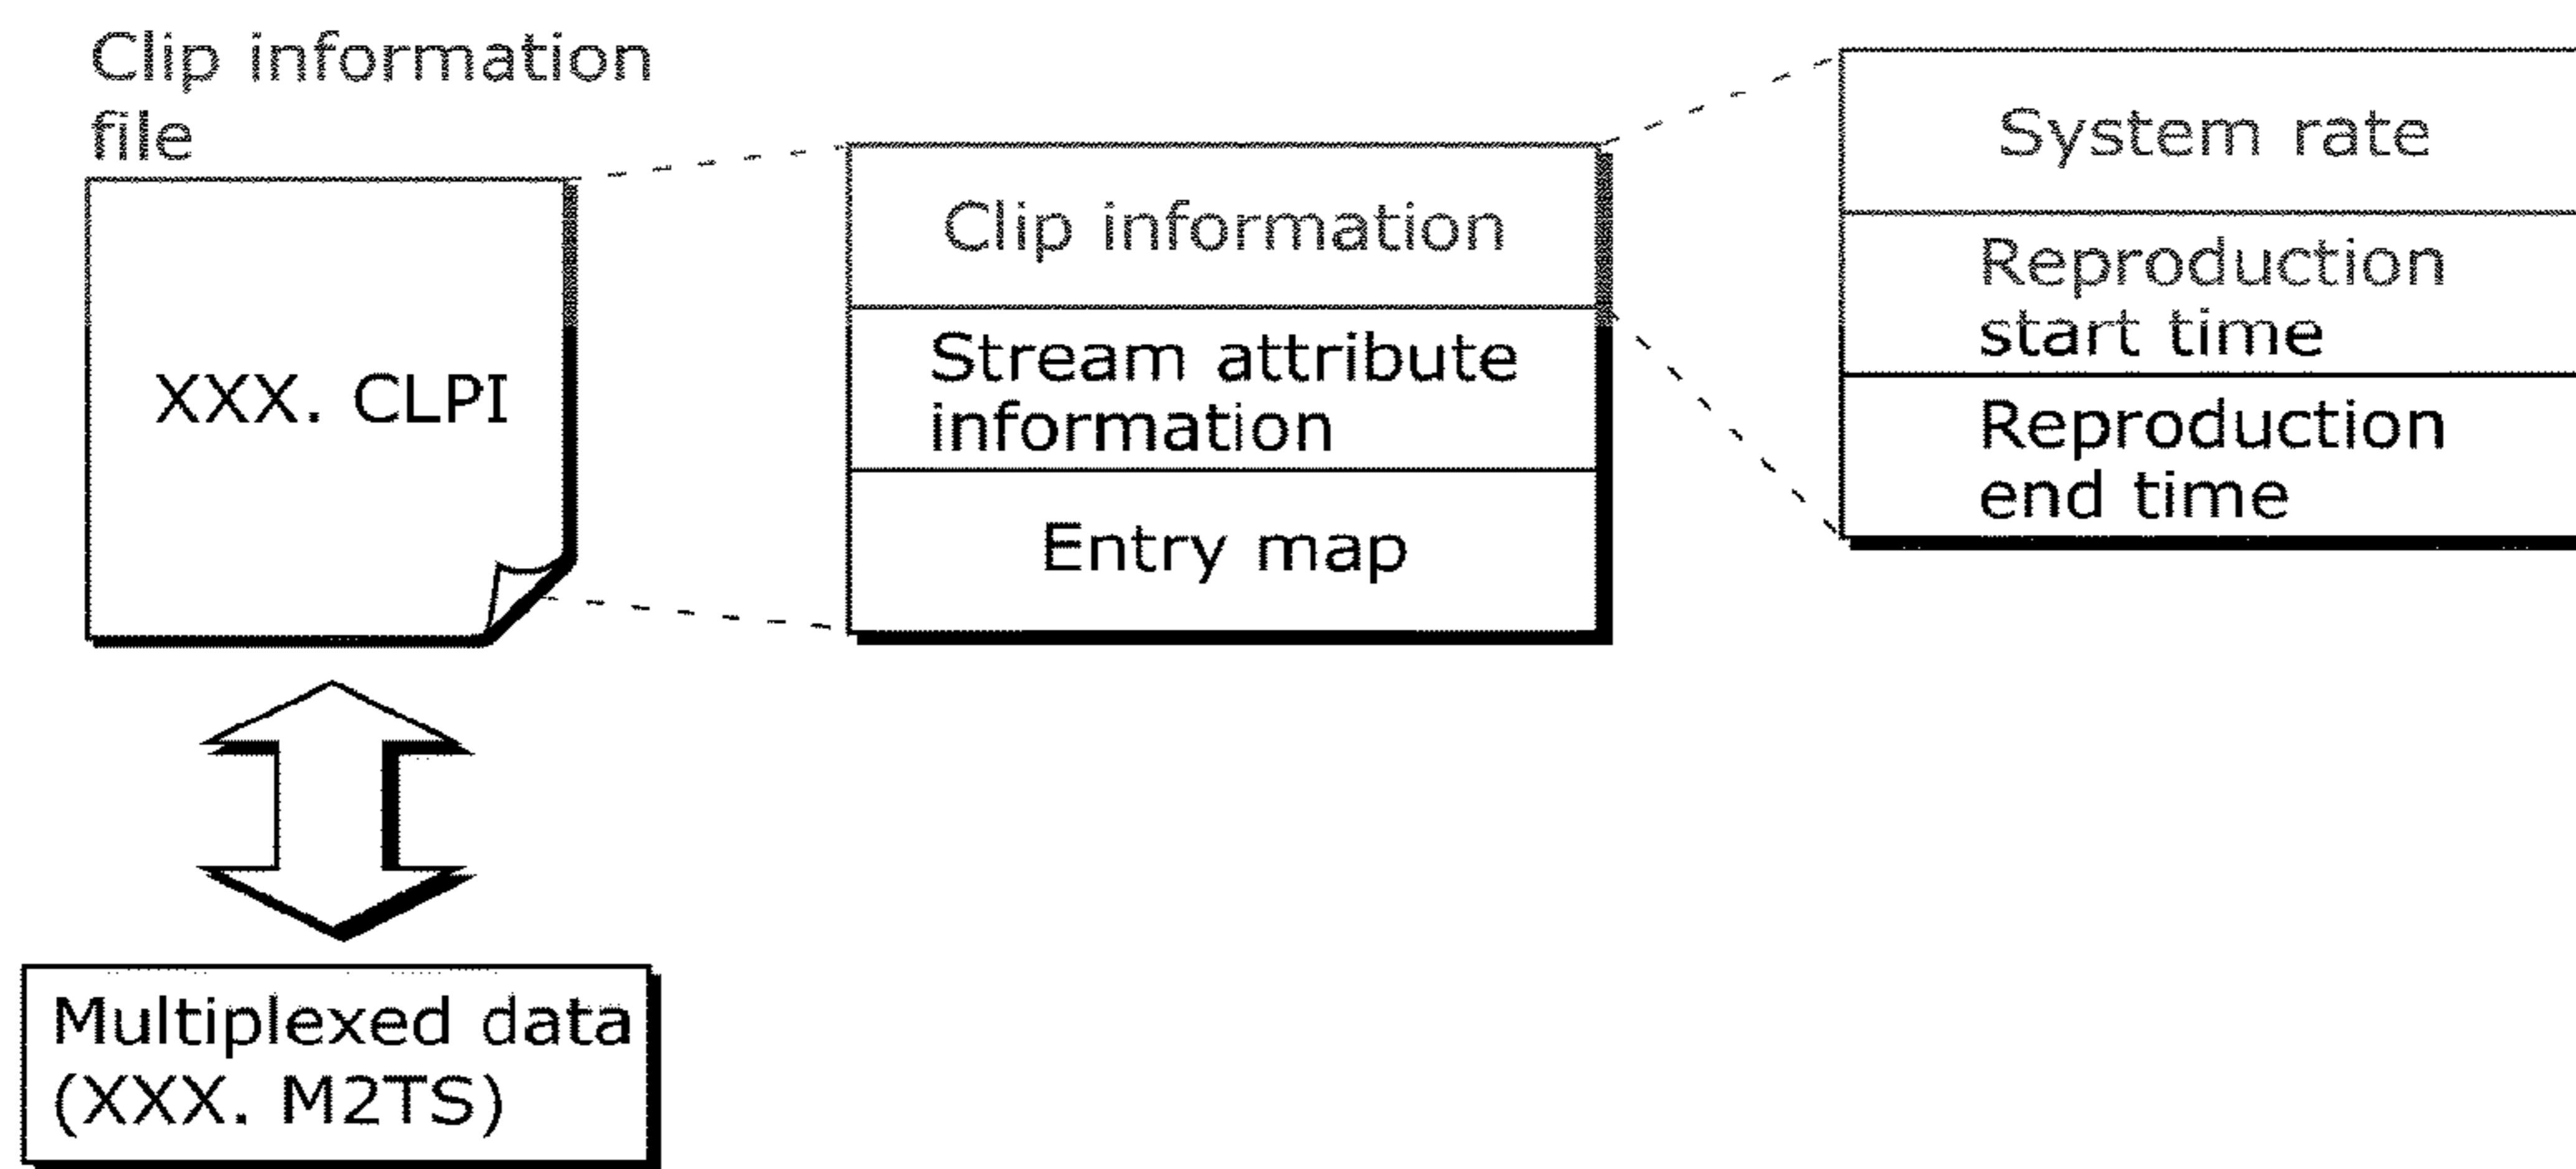 Clip information
file
XXX. CLPI
Clip information
Stream attribute
information
Entry map
System rate
Reproduction
start time
Reproduction
end time
Multiplexed data
(XXX. M2TS)